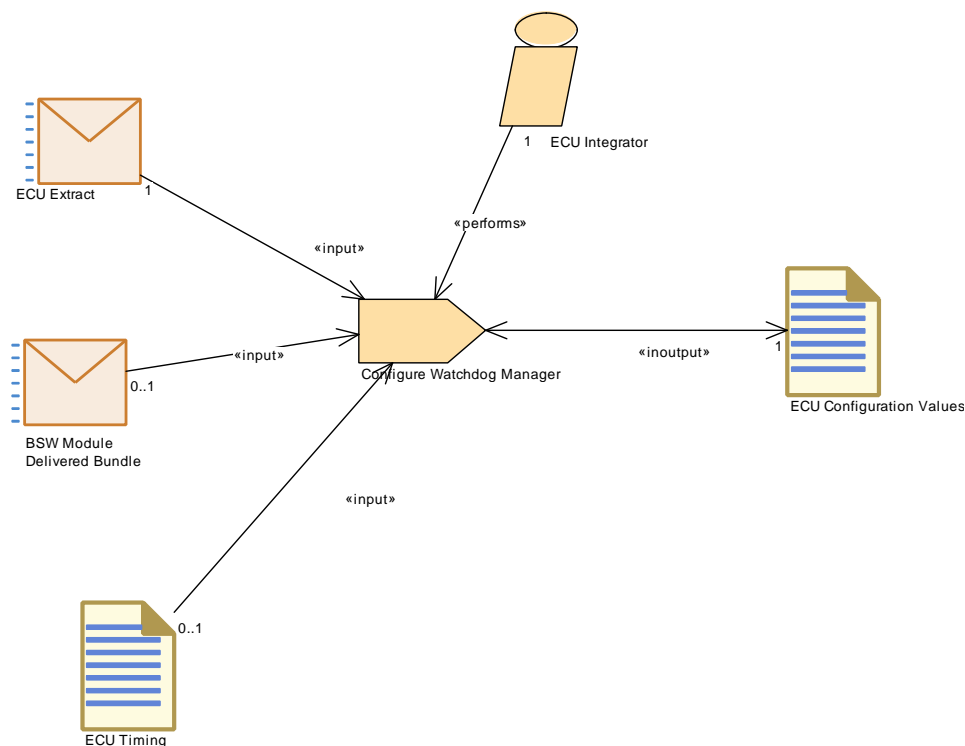 1
ECU Integrator
ECU Extract
1
«performs»
«input»
«input»
0..1
Configure Watchdog Manager
«inoutput»
1
ECU Configuration Values
BSW Module
Delivered Bundle
«input»
0..1
ECU Timing